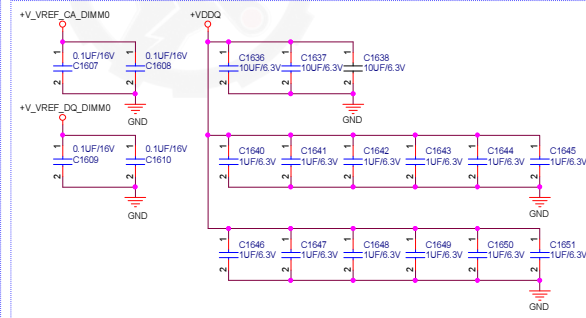 +V_VREF_CA_DIMM0
+VDDQ
0.1UF/16V
C1607
0.1UF/16V
C1608
1
2
1
2
GND
C1636
10UF/6.3V
C1637
10UF/6.3V
C1638
10UF/6.3V
1
2
1
2
1
2
GND
+V_VREF_DQ_DIMM0
0.1UF/16V
C1609
0.1UF/16V
C1610
1
2
1
2
GND
C1640
1UF/6.3V
C1641
1UF/6.3V
C1642
1UF/6.3V
C1643
1UF/6.3V
C1644
1UF/6.3V
C1645
1UF/6.3V
1
2
1
2
1
2
1
2
1
2
1
2
GND
C1646
1UF/6.3V
C1647
1UF/6.3V
C1648
1UF/6.3V
C1649
1UF/6.3V
C1650
1UF/6.3V
C1651
1UF/6.3V
1
2
1
2
1
2
1
2
1
2
1
2
GND